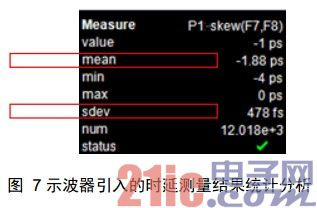 Measure P1-skew(F7,F8)
value -1 ps
mean -1.88 ps
min -4 ps
max 0 ps
sdev 478 fs
num 12.018e+3
status ✓
21ic电子网
图 7 示波器引入的时延测量结果统计分析